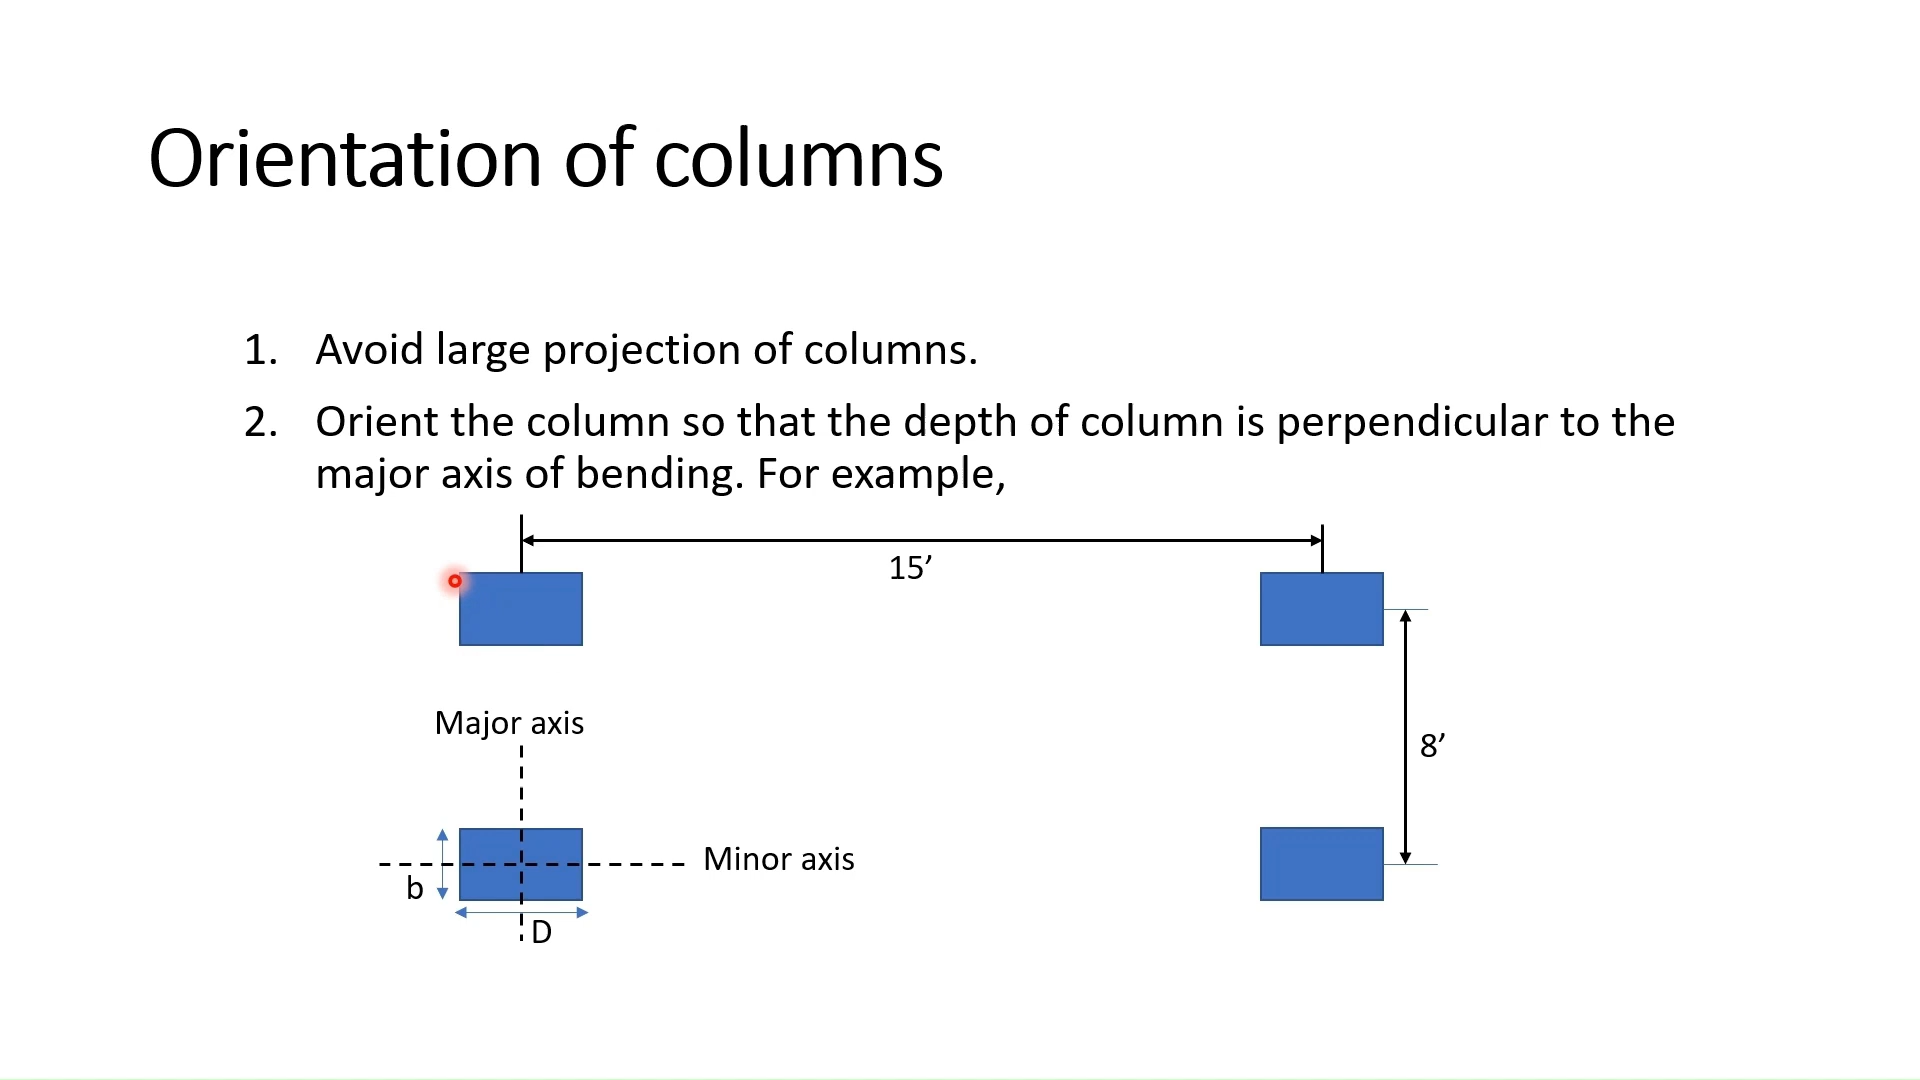 Orientation of columns
1. Avoid large projection of columns.
2. Orient the column so that the depth of column is perpendicular to the
major axis of bending. For example,
15’
Major axis
8’
Minor axis
b
D